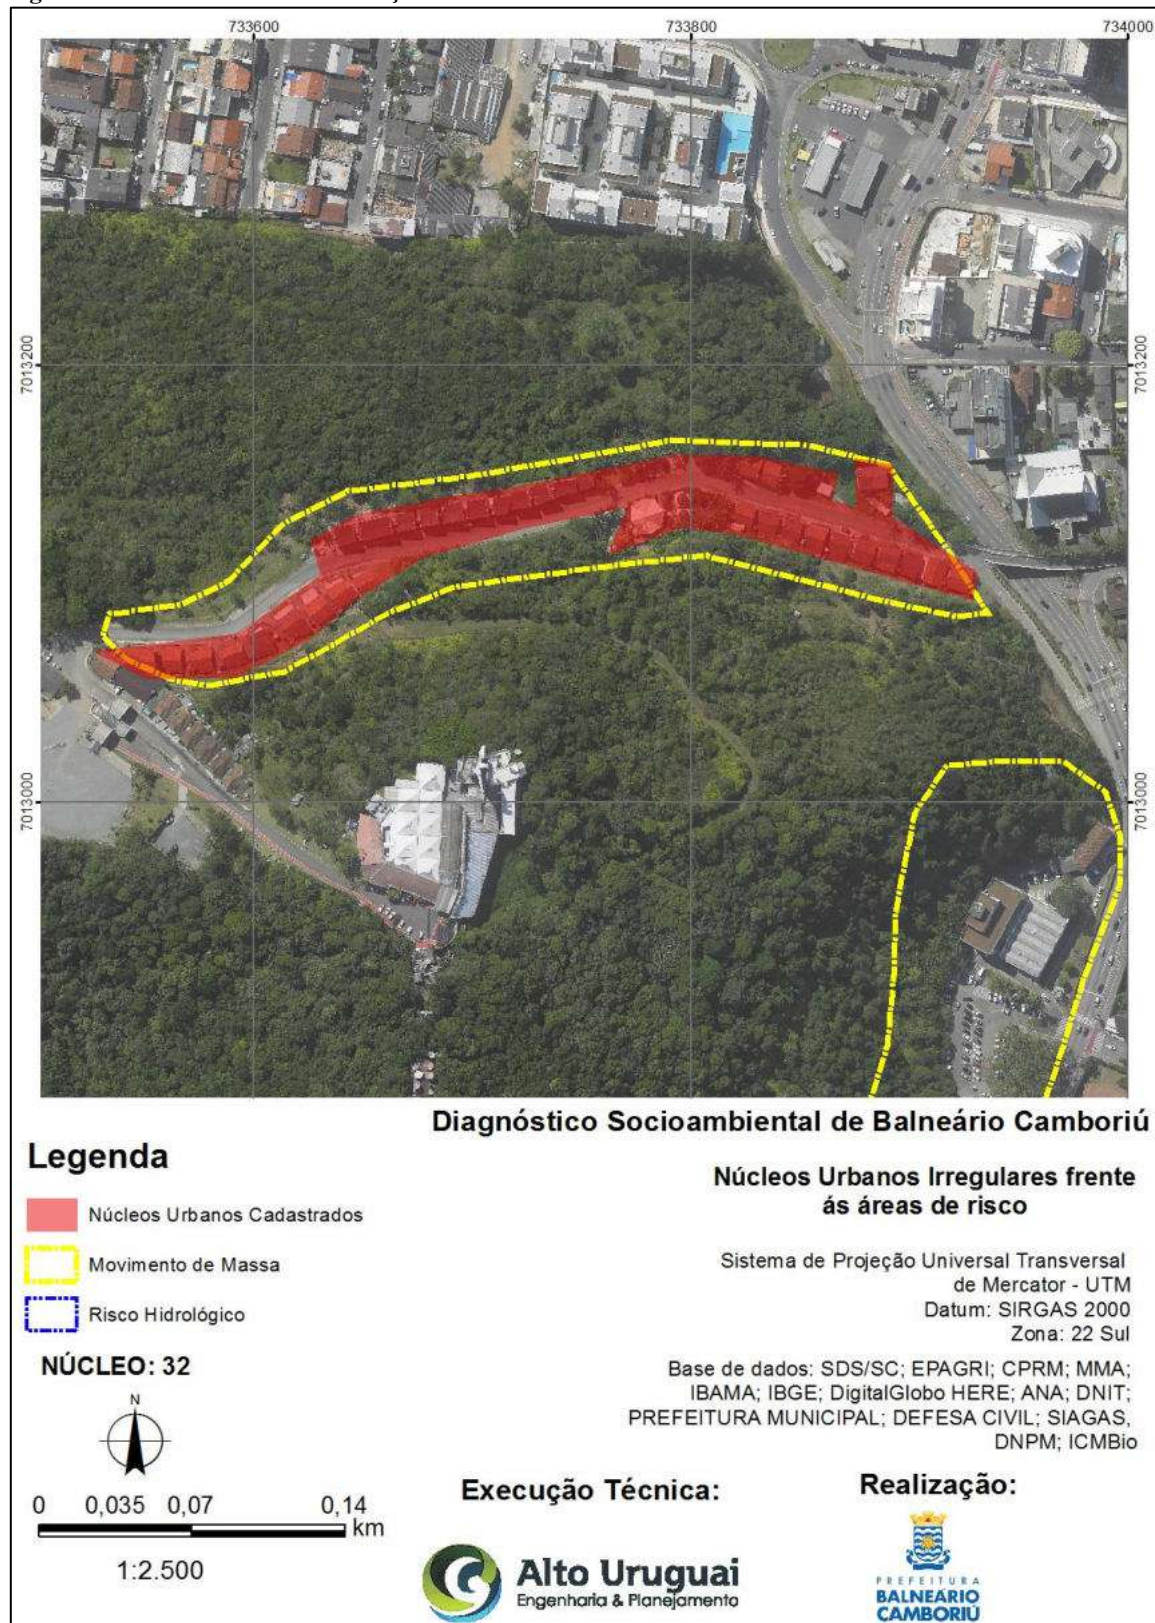 733600
733800
734000
7013200
7013200
7013000
7013000
Diagnóstico Socioambiental de Balneário Camboriú
Legenda
Núcleos Urbanos Cadastrados
Movimento de Massa
Risco Hidrológico
NÚCLEO: 32
N
0 0,035 0,07 0,14
km
1:2.500
Núcleos Urbanos Irregulares frente
ás áreas de risco
Sistema de Projeção Universal Transversal
de Mercator - UTM
Datum: SIRGAS 2000
Zona: 22 Sul
Base de dados: SDS/SC; EPAGRI; CPRM; MMA;
IBAMA; IBGE; DigitalGlobo HERE; ANA; DNIT;
PREFEITURA MUNICIPAL; DEFESA CIVIL; SIAGAS,
DNPM; ICMBio
Execução Técnica:
Alto Uruguai
Engenharia & Planejamento
Realização:
PREFEITURA
BALNEÁRIO
CAMBORIÚ